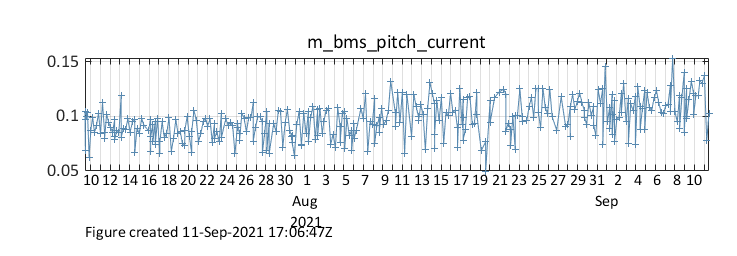 m_bms_pitch_current
0.15
0.1
0.05
10 12 14 16 18 20 22 24 26 28 30 1 3 5 7 9 11 13 15 17 19 21 23 25 27 29 31 2 4 6 8 10
Aug Sep
2021
Figure created 11-Sep-2021 17:06:47Z